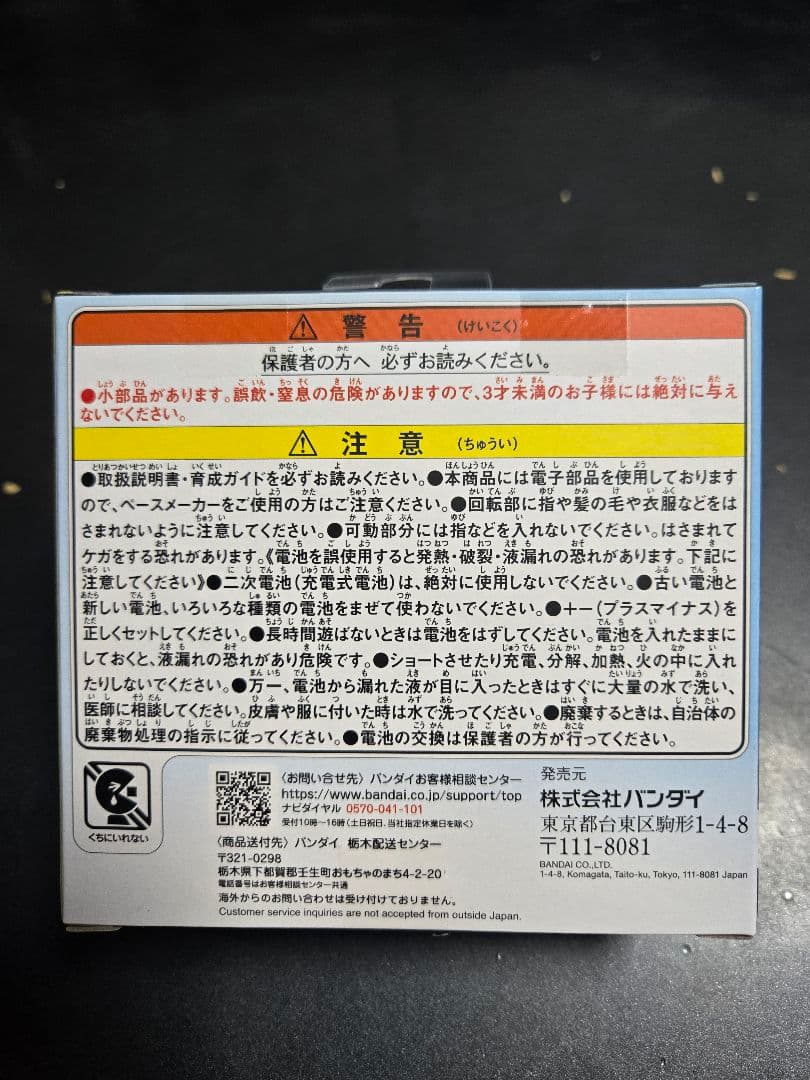 警告 (けいこく)
保護者の方へ 必ずお読みください。
●小部品があります。誤飲・窒息の危険がありますので、3才未満のお子様には絶対に与え
ないでください。
注意 (ちゅうい)
●取扱説明書・育成ガイドを必ずお読みください。●本商品には電子部品を使用しております
ので、ペースメーカーをご使用の方はご注意ください。●回転部に指や髪の毛や衣服などをは
さまれないように注意してください。●可動部分には指などを入れないでください。はさまれて
ケガをする恐れがあります。《電池を誤使用すると発熱・破裂・液漏れの恐れがあります。下記に
注意してください》●二次電池(充電式電池)は、絶対に使用しないでください。●古い電池と
新しい電池、いろいろな種類の電池をまぜて使わないでください。●+-(プラスマイナス)を
正しくセットしてください。●長時間遊ばないときは電池をはずしてください。電池を入れたままに
しておくと、液漏れの恐れがあり危険です。●ショートさせたり充電、分解、加熱、火の中に入れ
たりしないでください。●万一、電池から漏れた液が目に入ったときはすぐに大量の水で洗い、
医師に相談してください。皮膚や服に付いた時は水で洗ってください。●廃棄するときは、自治体の
廃棄物処理の指示に従ってください。●電池の交換は保護者の方が行ってください。
くちにいれない
〈お問い合せ先〉バンダイお客様相談センター
https://www.bandai.co.jp/support/top
ナビダイヤル 0570-041-101
受付10時～16時(土日祝日、当社指定休業日を除く)
〈商品送付先〉バンダイ 栃木配送センター
〒321-0298
栃木県下都賀郡壬生町おもちゃのまち4-2-20
電話番号はお客様相談センター共通
海外からのお問い合わせは受け付けておりません。
Customer service inquiries are not accepted from outside Japan.
発売元
株式会社バンダイ
東京都台東区駒形1-4-8
〒111-8081
BANDAI CO.,LTD.
1-4-8, Komagata, Taito-ku, Tokyo, 111-8081 Japan